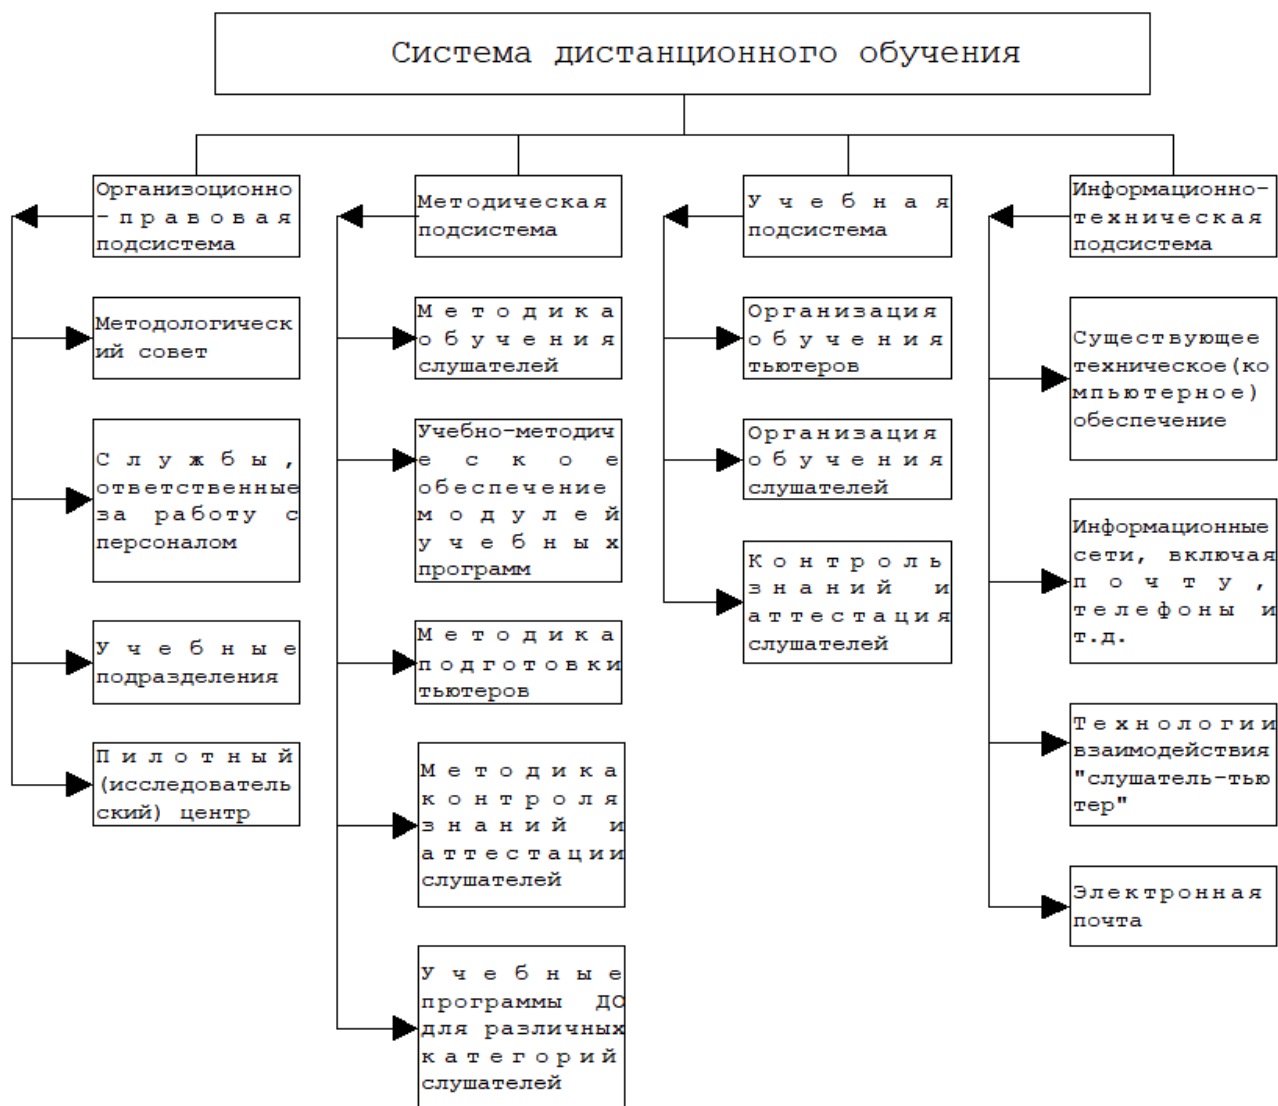 Система дистанционного обучения
Организоционно
-правовая
подсистема
Методологическ
ий совет
Службы,
ответственные
за работу с
персоналом
Учебные
подразделения
Пилотный
(исследователь
ский) центр
Методическая
подсистема
Методика
обучения
слушателей
Учебно-методич
еское
обеспечение
модулей
учебных
программ
Методика
подготовки
тьютеров
Методика
контроля
знаний и
аттестации
слушателей
Учебные
программы ДО
для различных
категорий
слушателей
Учебная
подсистема
Организация
обучения
тьютеров
Организация
обучения
слушателей
Контроль
знаний и
аттестация
слушателей
Информационно-
техническая
подсистема
Существующее
техническое(ко
мпьютерное)
обеспечение
Информационные
сети, включая
почту,
телефоны и
т.д.
Технологии
взаимодействия
"слушатель-тью
тер"
Электронная
почта